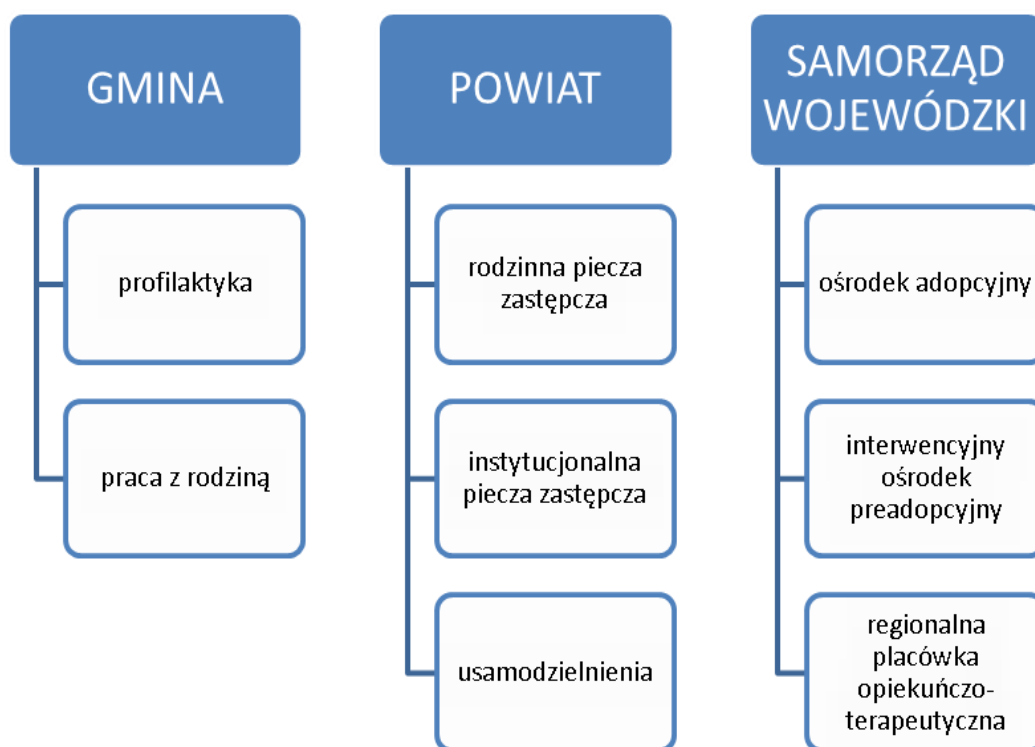 GMINA
profilaktyka
praca z rodziną
POWIAT
rodzinna piecza
zastępcza
instytucjonalna
piecza zastępcza
usamodzielnienia
SAMORZĄD
WOJEWÓDZKI
ośrodek adopcyjny
interwencyjny
ośrodek
preadopcyjny
regionalna
placówka
opiekuńczo-
terapeutyczna